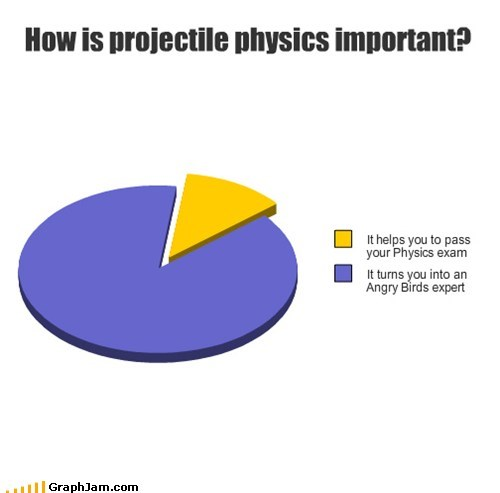 How is projectile physics important?
It helps you to pass
your Physics exam
It turns you into an
Angry Birds expert
GraphJam.com